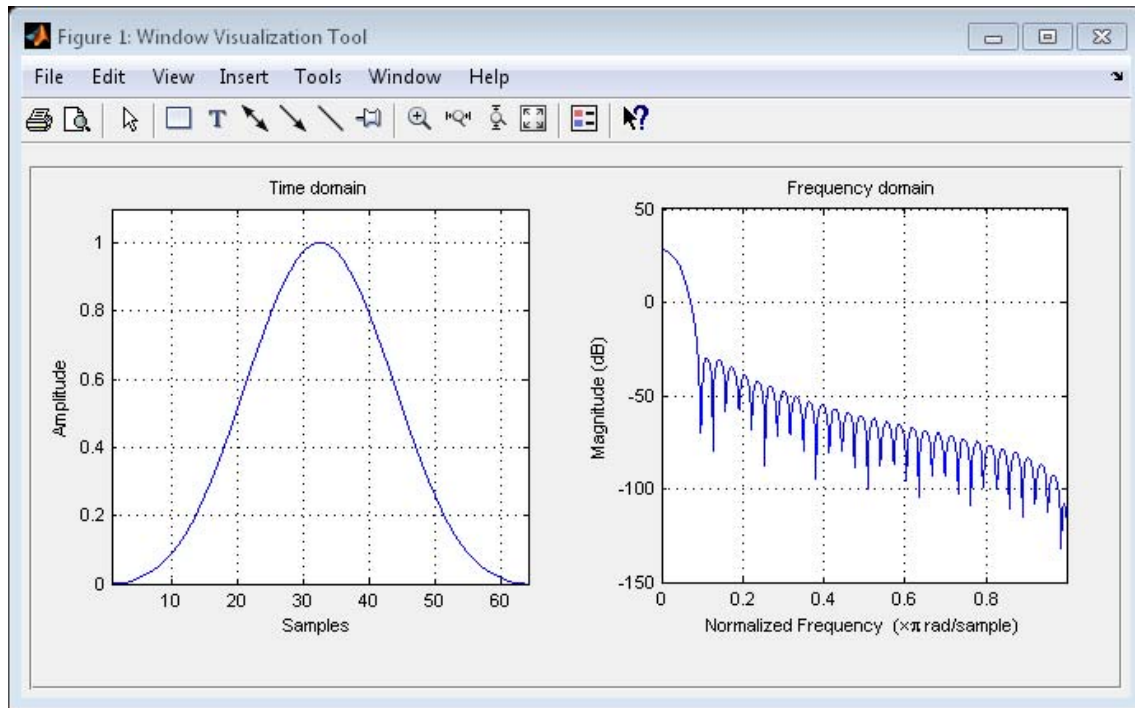 Figure 1: Window Visualization Tool
File Edit View Insert Tools Window Help
T
?
Time domain
Frequency domain
1
0.8
0.6
0.4
0.2
0
Amplitude
10 20 30 40 50 60
Samples
50
0
-50
-100
-150
Magnitude (dB)
0 0.2 0.4 0.6 0.8
Normalized Frequency (×π rad/sample)